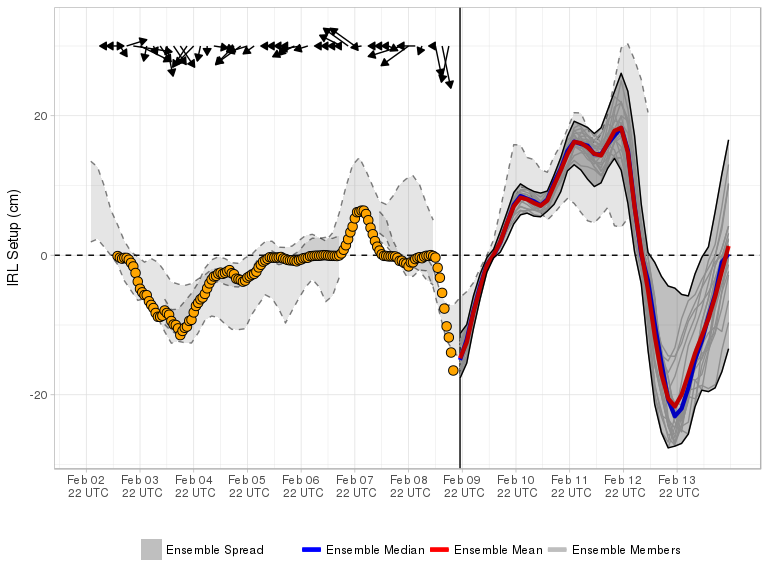 IRL Setup (cm)
20
0
-20
Feb 02 Feb 03 Feb 04 Feb 05 Feb 06 Feb 07 Feb 08 Feb 09 Feb 10 Feb 11 Feb 12 Feb 13
22 UTC 22 UTC 22 UTC 22 UTC 22 UTC 22 UTC 22 UTC 22 UTC 22 UTC 22 UTC 22 UTC 22 UTC
Ensemble Spread Ensemble Median Ensemble Mean Ensemble Members